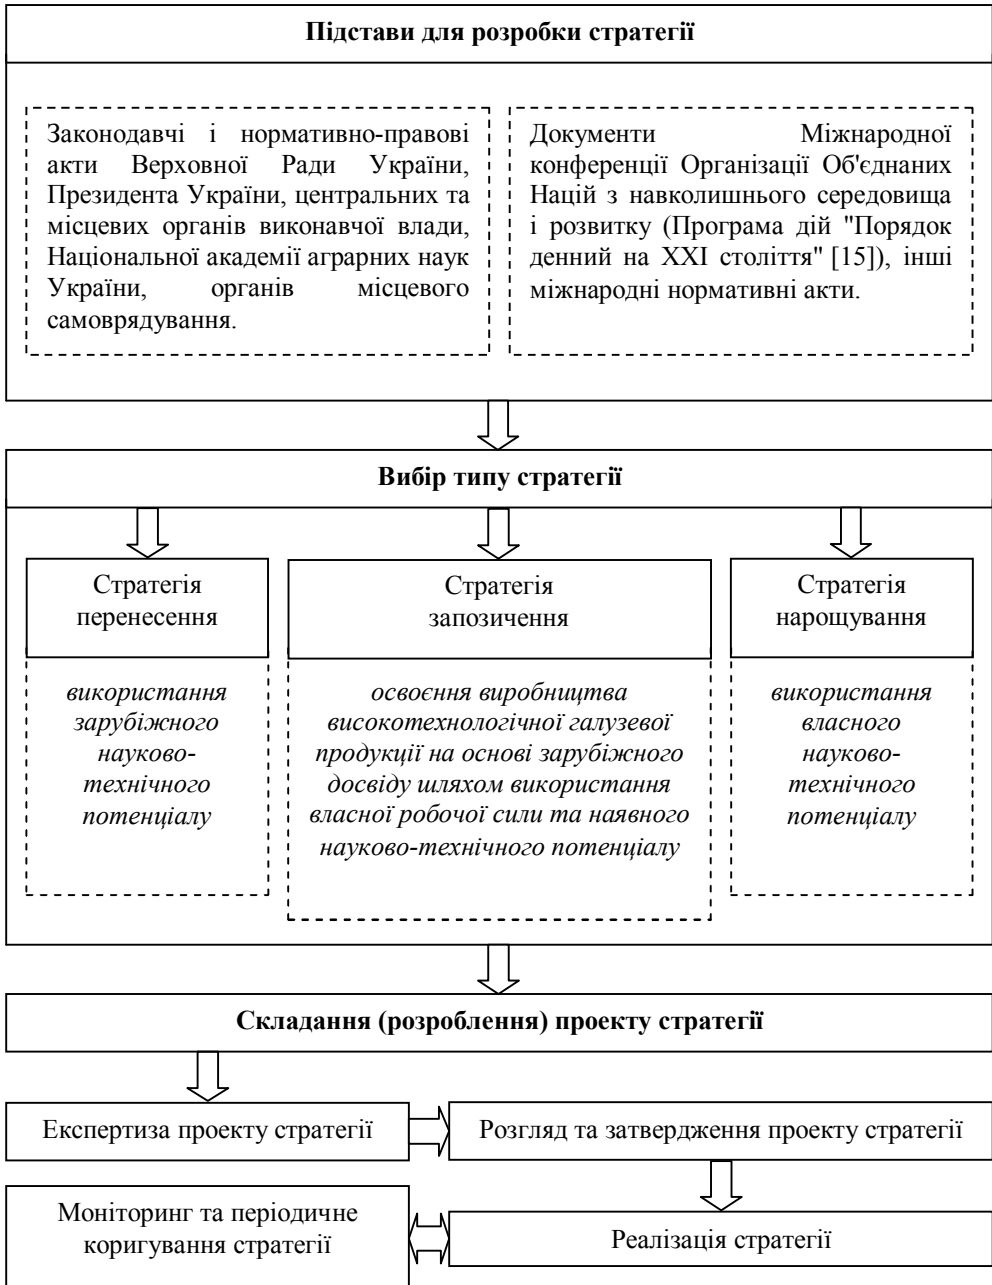 Підстави для розробки стратегії
Законодавчі і нормативно-правові
акти Верховної Ради України,
Президента України, центральних та
місцевих органів виконавчої влади,
Національної академії аграрних наук
України, органів місцевого
самоврядування.
Документи Міжнародної
конференції Організації Об'єднаних
Націй з навколишнього середовища
і розвитку (Програма дій "Порядок
денний на XXI століття" [15]), інші
міжнародні нормативні акти.
Вибір типу стратегії
Стратегія
перенесення
використання
зарубіжного
науково-
технічного
потенціалу
Стратегія
запозичення
освоєння виробництва
високотехнологічної галузевої
продукції на основі зарубіжного
досвіду шляхом використання
власної робочої сили та наявного
науково-технічного потенціалу
Стратегія
нарощування
використання
власного
науково-
технічного
потенціалу
Складання (розроблення) проекту стратегії
Експертиза проекту стратегії
Розгляд та затвердження проекту стратегії
Моніторинг та періодичне
коригування стратегії
Реалізація стратегії